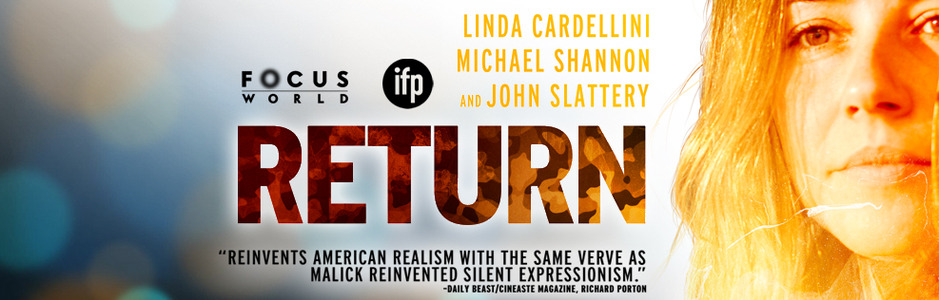 LINDA CARDELLINI
MICHAEL SHANNON
AND JOHN SLATTERY
FOCUS
WORLD
ifp
RETURN
“REINVENTS AMERICAN REALISM WITH THE SAME VERVE AS
MALICK REINVENTED SILENT EXPRESSIONISM.”
-DAILY BEAST/CINEASTE MAGAZINE, RICHARD PORTON